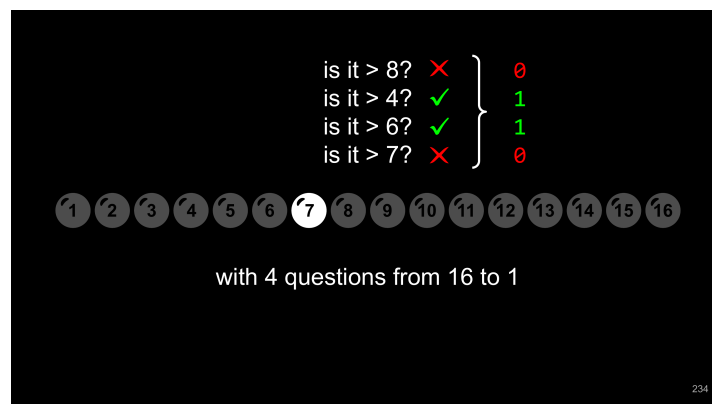 is it > 8? ✗ 0
is it > 4? ✓ 1
is it > 6? ✓ 1
is it > 7? ✗ 0
1 2 3 4 5 6 7 8 9 10 11 12 13 14 15 16
with 4 questions from 16 to 1
234